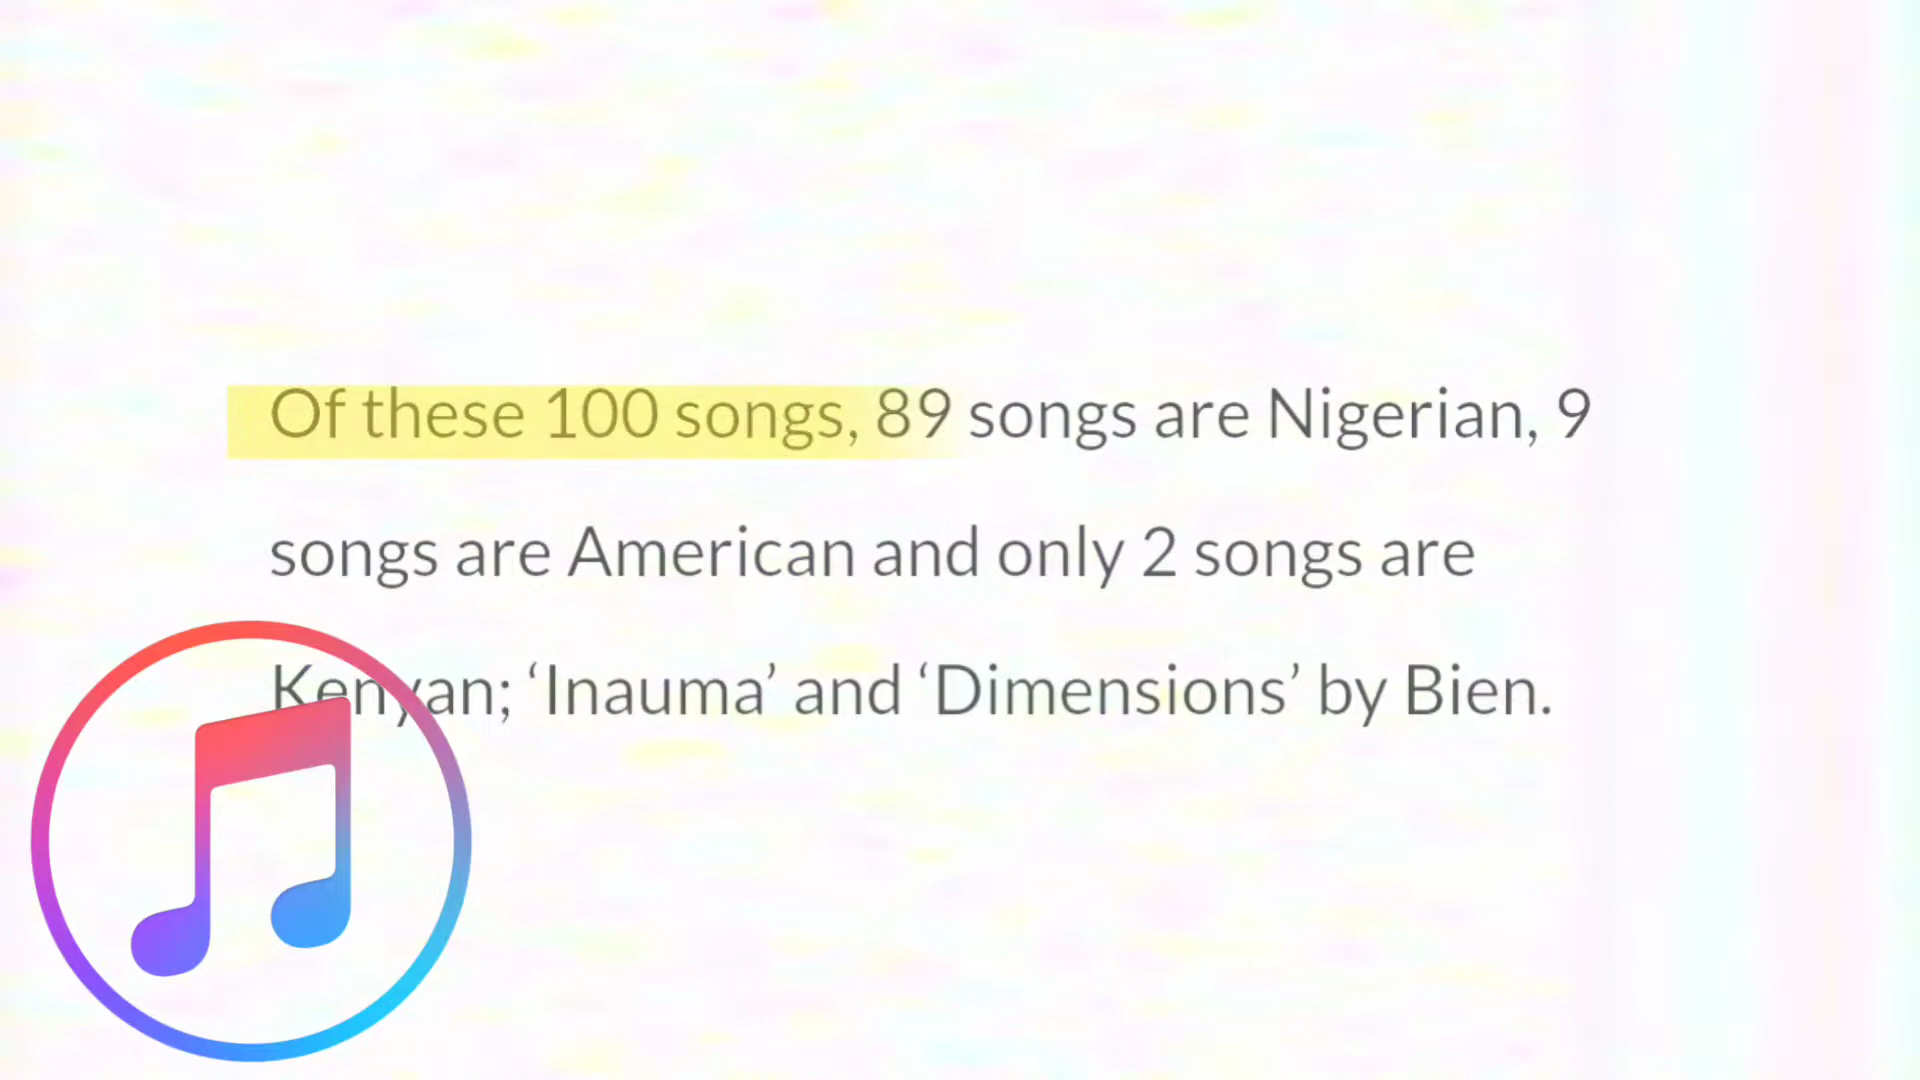 Of these 100 songs, 89 songs are Nigerian, 9
songs are American and only 2 songs are
Kenyan; ‘Inauma’ and ‘Dimensions’ by Bien.